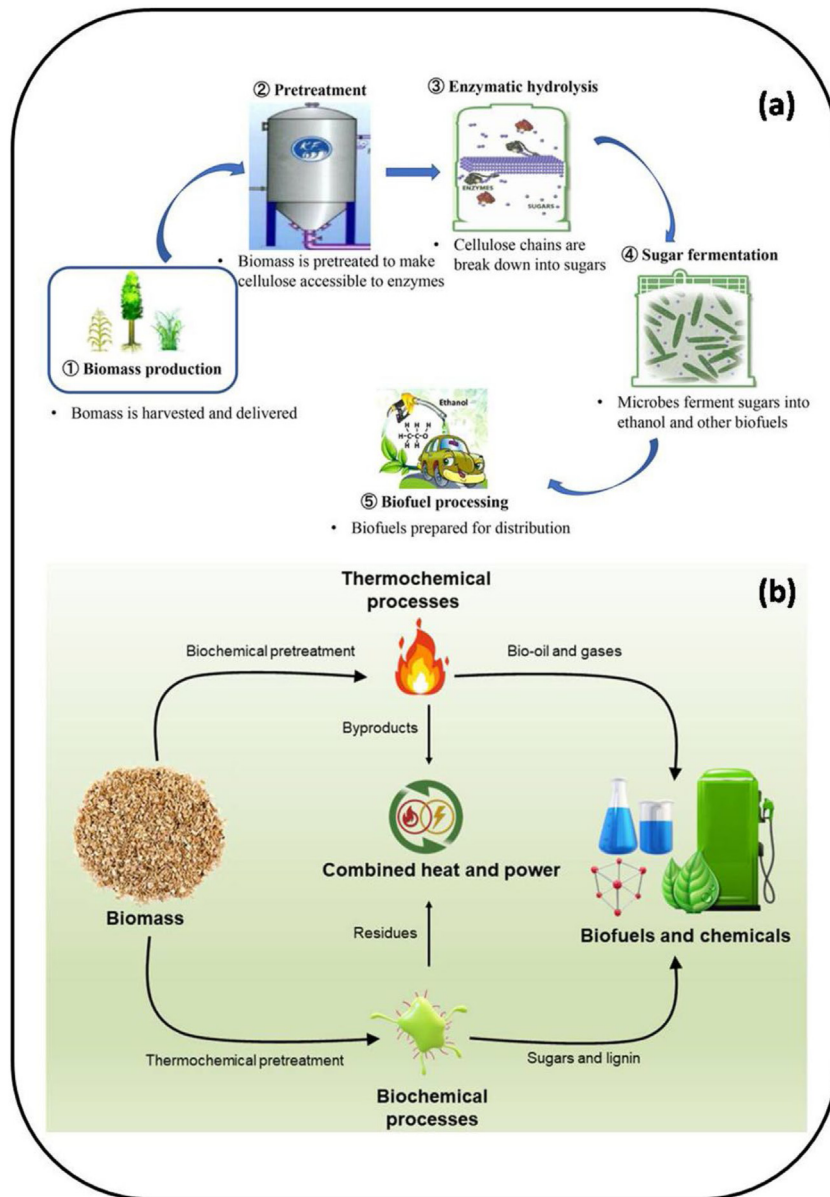 (a)
② Pretreatment
KF
• Biomass is pretreated to make
cellulose accessible to enzymes
③ Enzymatic hydrolysis
ENZYMES
SUGARS
• Cellulose chains are
break down into sugars
④ Sugar fermentation
• Microbes ferment sugars into
ethanol and other biofuels
① Biomass production
• Bomass is harvested and delivered
Ethanol
H H H
H-C-C-O
H H
⑤ Biofuel processing
• Biofuels prepared for distribution
(b)
Thermochemical
processes
Biochemical pretreatment
Bio-oil and gases
Byproducts
Combined heat and power
Biomass
Residues
Biofuels and chemicals
Thermochemical pretreatment
Sugars and lignin
Biochemical
processes